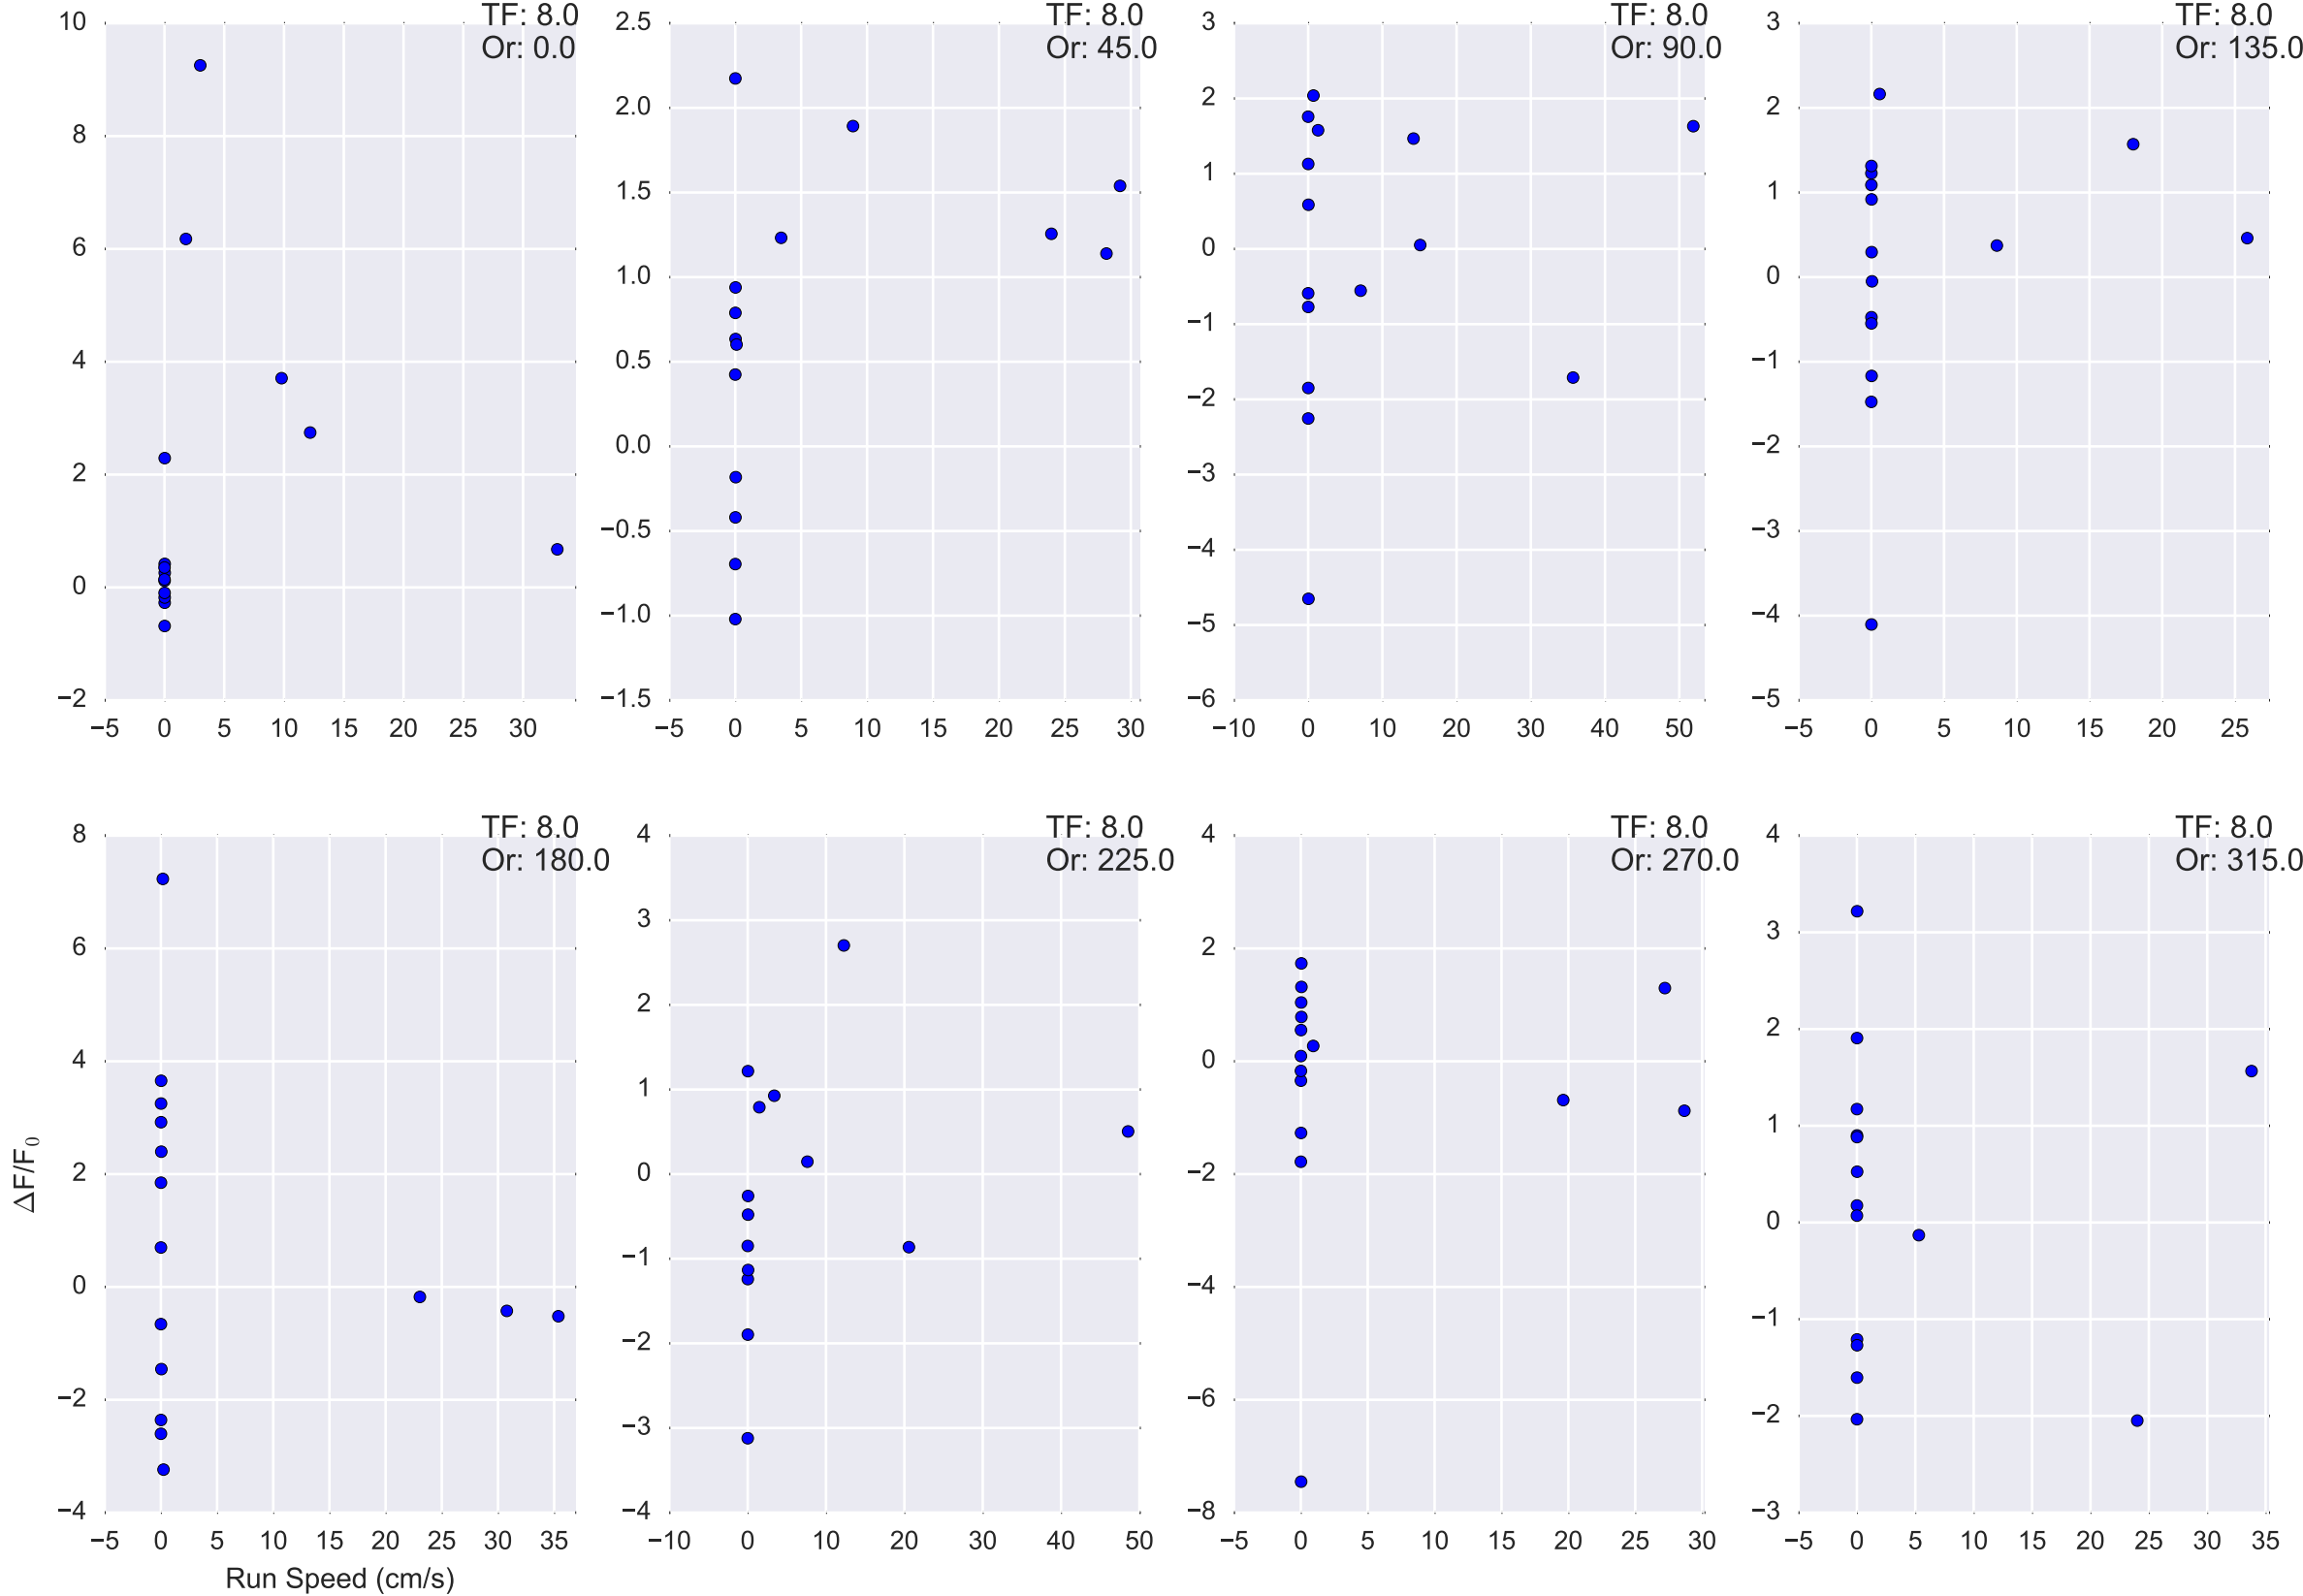 TF: 8.0
Or: 0.0
10
8
6
4
2
0
−2
−5 0 5 10 15 20 25 30
TF: 8.0
Or: 45.0
2.5
2.0
1.5
1.0
0.5
0.0
−0.5
−1.0
−1.5
−5 0 5 10 15 20 25 30
TF: 8.0
Or: 90.0
3
2
1
0
−1
−2
−3
−4
−5
−6
−10 0 10 20 30 40 50
TF: 8.0
Or: 135.0
3
2
1
0
−1
−2
−3
−4
−5
−5 0 5 10 15 20 25
TF: 8.0
Or: 180.0
8
6
4
2
0
−2
−4
ΔF/F0
−5 0 5 10 15 20 25 30 35
Run Speed (cm/s)
TF: 8.0
Or: 225.0
4
3
2
1
0
−1
−2
−3
−4
−10 0 10 20 30 40 50
TF: 8.0
Or: 270.0
4
2
0
−2
−4
−6
−8
−5 0 5 10 15 20 25 30
TF: 8.0
Or: 315.0
4
3
2
1
0
−1
−2
−3
−5 0 5 10 15 20 25 30 35